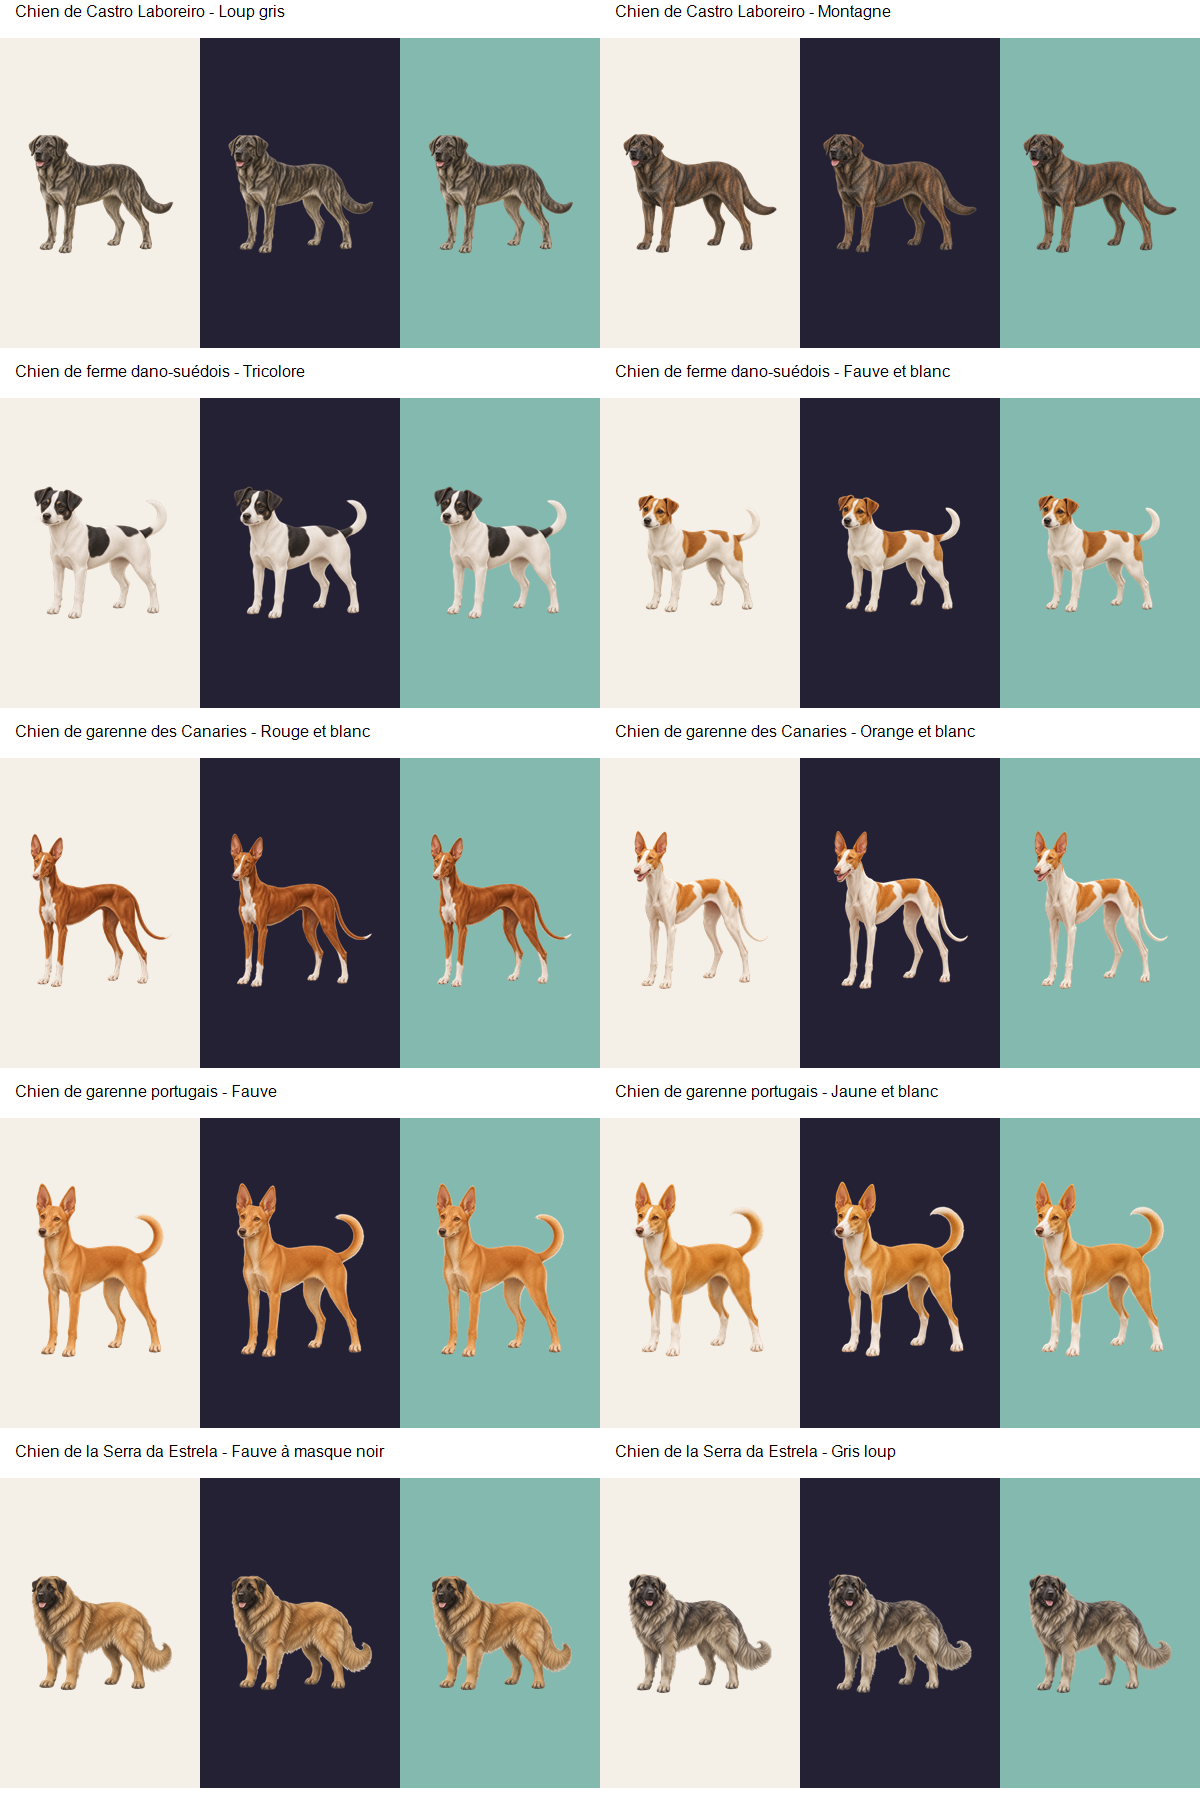 Chien de Castro Laboreiro - Loup gris
Chien de Castro Laboreiro - Montagne
Chien de ferme dano-suédois - Tricolore
Chien de ferme dano-suédois - Fauve et blanc
Chien de garenne des Canaries - Rouge et blanc
Chien de garenne des Canaries - Orange et blanc
Chien de garenne portugais - Fauve
Chien de garenne portugais - Jaune et blanc
Chien de la Serra da Estrela - Fauve à masque noir
Chien de la Serra da Estrela - Gris loup